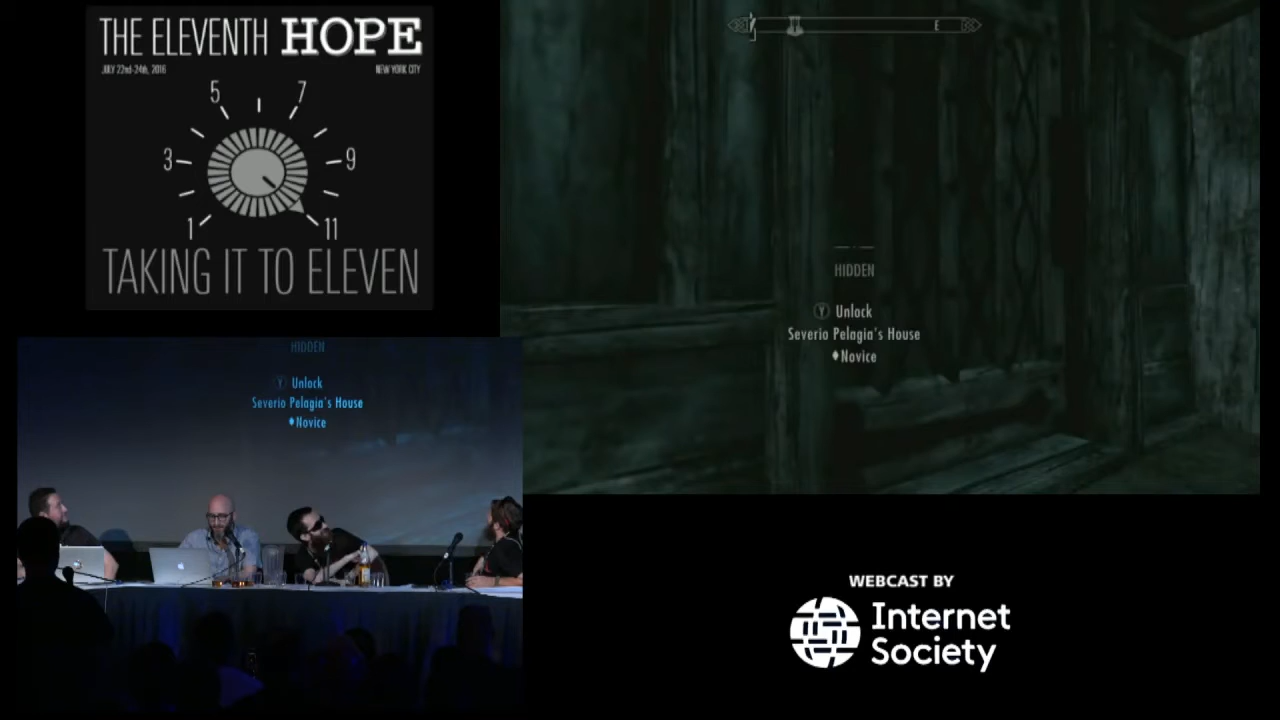 THE ELEVENTH HOPE
JULY 22nd-24th, 2016 NEW YORK CITY
5 7
3 9
1 11
TAKING IT TO ELEVEN
E
HIDDEN
Y Unlock
Severio Pelagia's House
Novice
HIDDEN
Y Unlock
Severio Pelagia's House
Novice
WEBCAST BY
Internet
Society